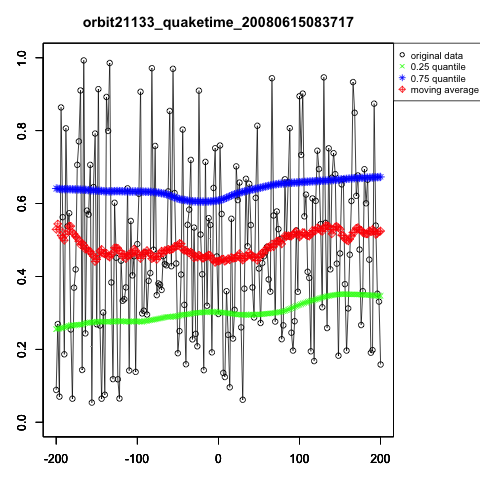 orbit21133_quaketime_20080615083717
original data
0.25 quantile
0.75 quantile
moving average
1.0
0.8
0.6
0.4
0.2
0.0
-200 -100 0 100 200